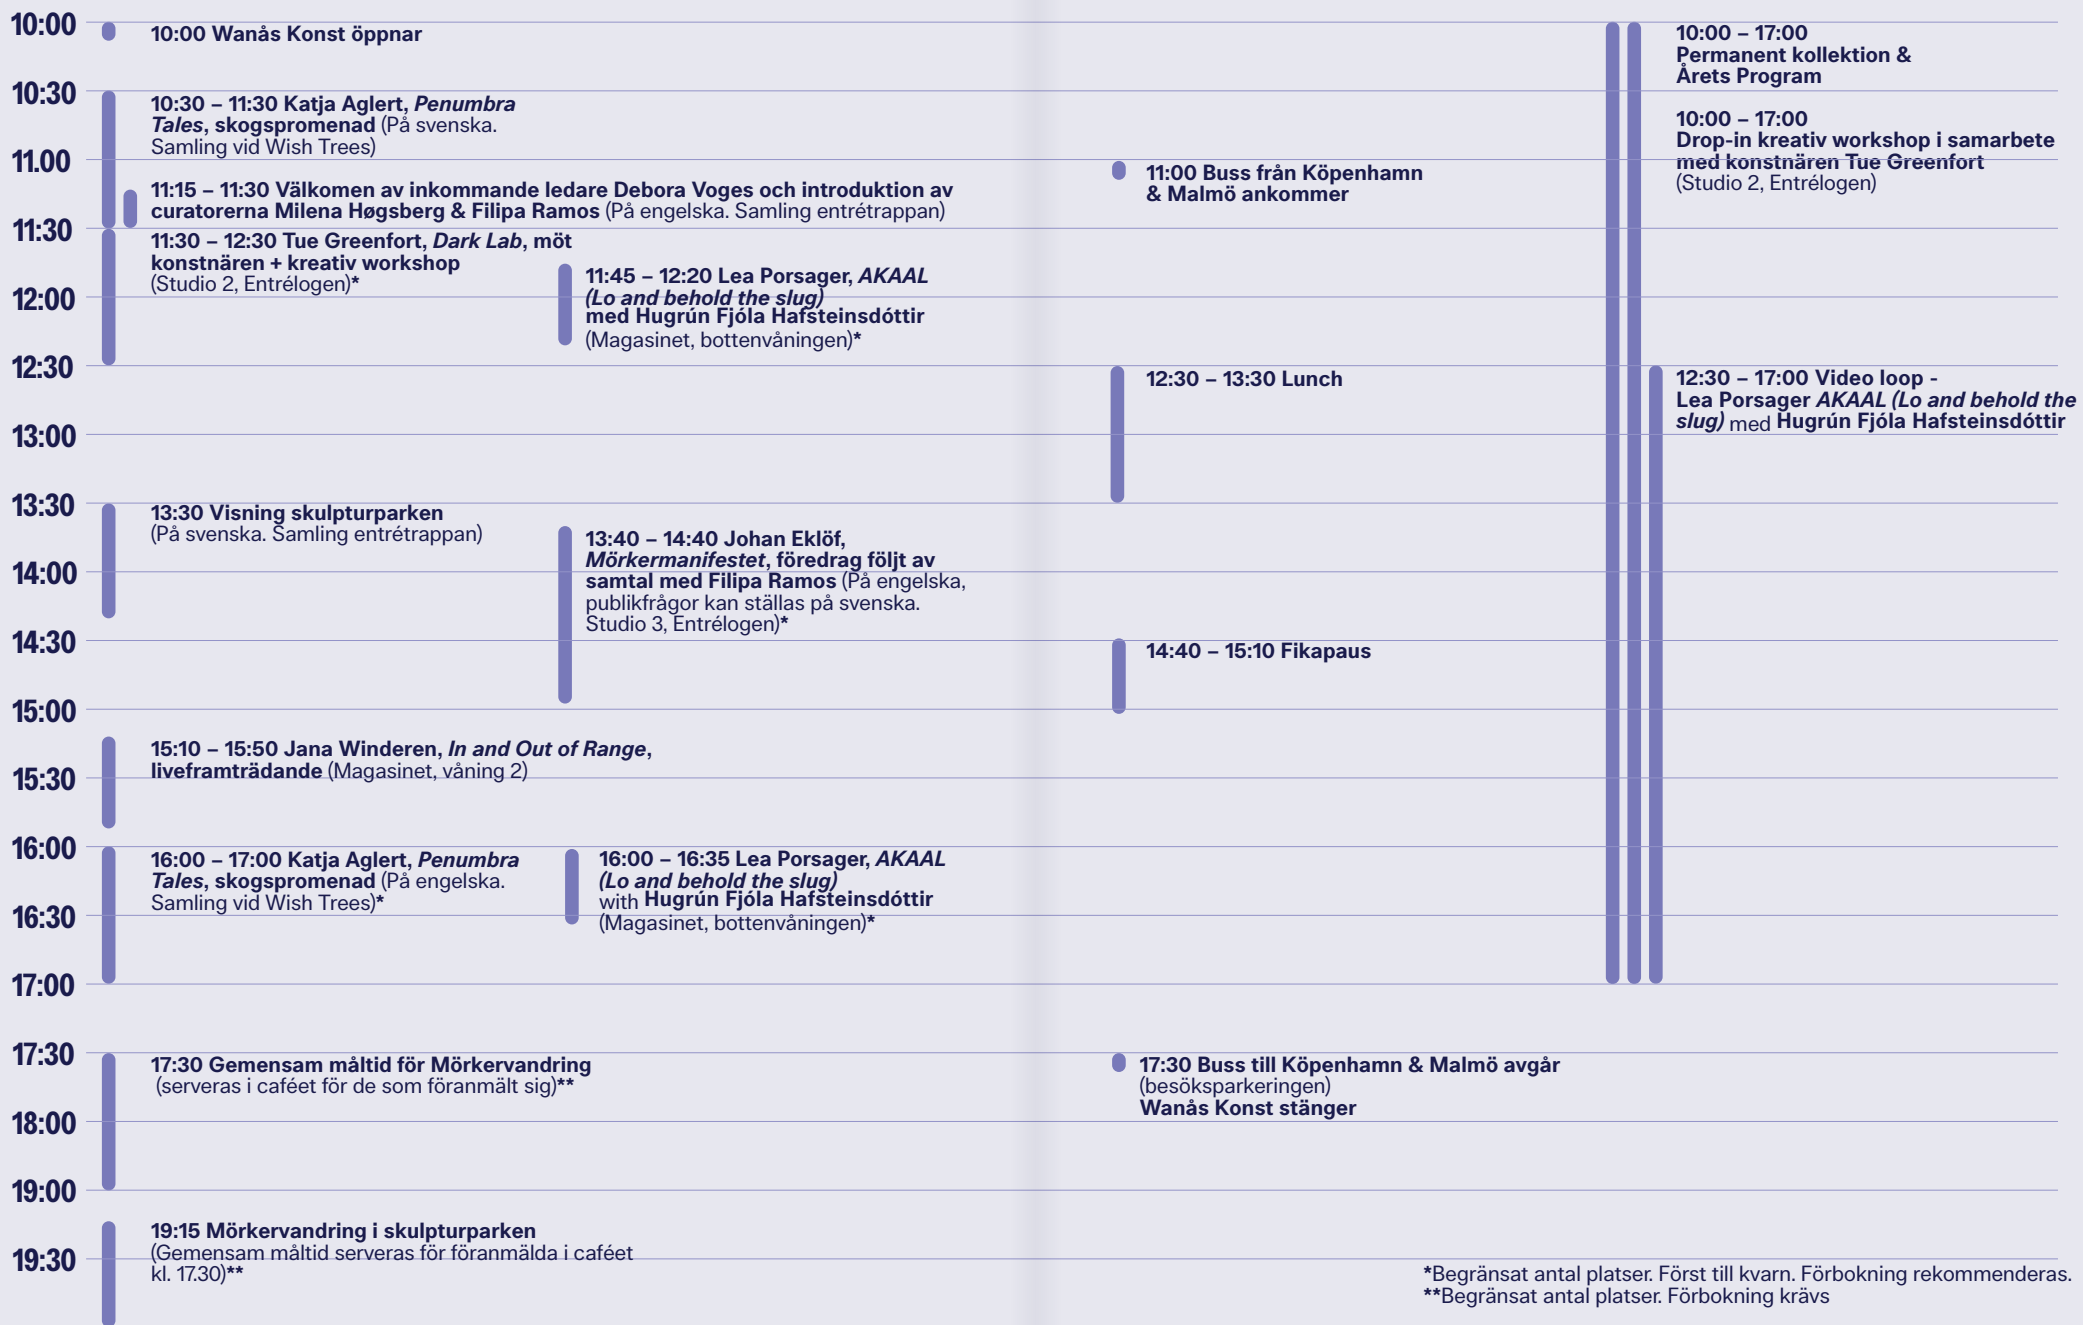 10:00
10:00 Wanås Konst öppnar
10:30
10:30 – 11:30 Katja Aglert, Penumbra
Tales, skogspromenad (På svenska.
Samling vid Wish Trees)
11.00
11:15 – 11:30 Välkomen av inkommande ledare Debora Voges och introduktion av
curatorerna Milena Høgsberg & Filipa Ramos (På engelska. Samling entrétrappan)
11:30
11:30 – 12:30 Tue Greenfort, Dark Lab, möt
konstnären + kreativ workshop
(Studio 2, Entrélogen)*
11:45 – 12:20 Lea Porsager, AKAAL
(Lo and behold the slug)
med Hugrún Fjóla Hafsteinsdóttir
(Magasinet, bottenvåningen)*
12:00
12:30
13:00
13:30
13:30 Visning skulpturparken
(På svenska. Samling entrétrappan)
13:40 – 14:40 Johan Eklöf,
Mörkermanifestet, föredrag följt av
samtal med Filipa Ramos (På engelska,
publikfrågor kan ställas på svenska.
Studio 3, Entrélogen)*
14:00
14:30
15:00
15:10 – 15:50 Jana Winderen, In and Out of Range,
liveframträdande (Magasinet, våning 2)
15:30
16:00
16:00 – 17:00 Katja Aglert, Penumbra
Tales, skogspromenad (På engelska.
Samling vid Wish Trees)*
16:00 – 16:35 Lea Porsager, AKAAL
(Lo and behold the slug)
with Hugrún Fjóla Hafsteinsdóttir
(Magasinet, bottenvåningen)*
16:30
17:00
17:30
17:30 Gemensam måltid för Mörkervandring
(serveras i caféet för de som föranmält sig)**
18:00
19:00
19:15 Mörkervandring i skulpturparken
(Gemensam måltid serveras för föranmälda i caféet
kl. 17.30)**
19:30
11:00 Buss från Köpenhamn
& Malmö ankommer
12:30 – 13:30 Lunch
14:40 – 15:10 Fikapaus
17:30 Buss till Köpenhamn & Malmö avgår
(besöksparkeringen)
Wanås Konst stänger
10:00 – 17:00
Permanent kollektion &
Årets Program
10:00 – 17:00
Drop-in kreativ workshop i samarbete
med konstnären Tue Greenfort
(Studio 2, Entrélogen)
12:30 – 17:00 Video loop -
Lea Porsager AKAAL (Lo and behold the
slug) med Hugrún Fjóla Hafsteinsdóttir
*Begränsat antal platser. Först till kvarn. Förbokning rekommenderas.
**Begränsat antal platser. Förbokning krävs